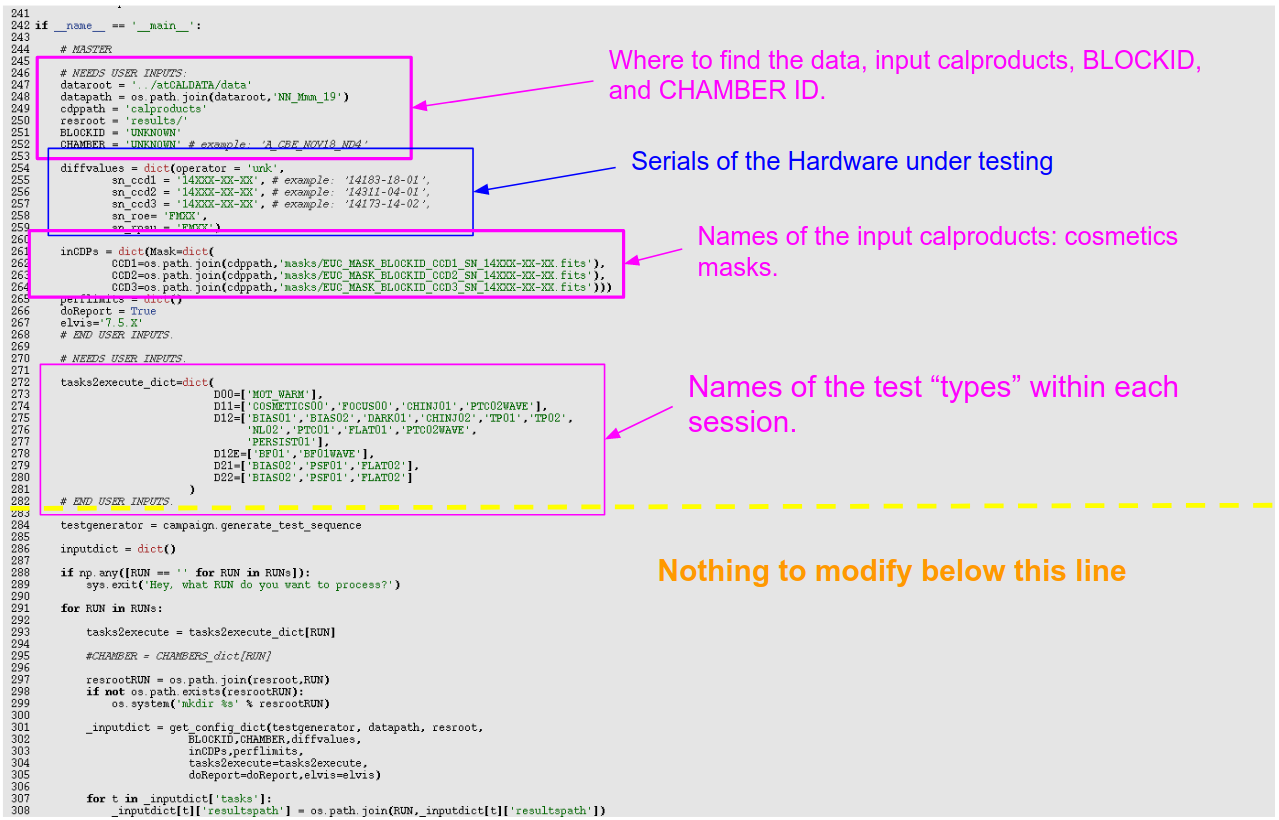 241
242 if __name__ == '__main__':
243
244 # MASTER
245
246 # NEEDS USER INPUTS:
247 dataroot = '../atCALDATA/data'
248 datapath = os.path.join(dataroot,'NN_Mmm_19')
249 cdppath = 'calproducts'
250 resroot = 'results/'
251 BLOCKID = 'UNKNOWN'
252 CHAMBER = 'UNKNOWN' # example: 'A_CBE_NOV18_ND4'
253
254 diffvalues = dict(operator = 'unk',
255 sn_ccd1 = '14XXX-XX-XX', # example: '14183-18-01',
256 sn_ccd2 = '14XXX-XX-XX', # example: '14311-04-01',
257 sn_ccd3 = '14XXX-XX-XX', # example: '14173-14-02',
258 sn_roe= 'FMXX',
259 sn_rpsu = 'FMXX')
260
261 inCDPs = dict(Mask=dict(
262 CCD1=os.path.join(cdppath,'masks/EUC_MASK_BLOCKID_CCD1_SN_14XXX-XX-XX.fits'),
263 CCD2=os.path.join(cdppath,'masks/EUC_MASK_BLOCKID_CCD2_SN_14XXX-XX-XX.fits'),
264 CCD3=os.path.join(cdppath,'masks/EUC_MASK_BLOCKID_CCD3_SN_14XXX-XX-XX.fits')))
265 perflimits = dict()
266 doReport = True
267 elvis='7.5.X'
268 # END USER INPUTS.
269
270 # NEEDS USER INPUTS.
271
272 tasks2execute_dict=dict(
273 D00=['MOT_WARM'],
274 D11=['COSMETICS00','FOCUS00','CHINJ01','PTC02WAVE'],
275 D12=['BIAS01','BIAS02','DARK01','CHINJ02','TP01','TP02',
276 'NL02','PTC01','FLAT01','PTC02WAVE',
277 'PERSIST01'],
278 D12E=['BF01','BF01WAVE'],
279 D21=['BIAS02','PSF01','FLAT02'],
280 D22=['BIAS02','PSF01','FLAT02']
281 )
282 # END USER INPUTS.
283
284 testgenerator = campaign.generate_test_sequence
285
286 inputdict = dict()
287
288 if np.any([RUN == '' for RUN in RUNs]):
289 sys.exit('Hey, what RUN do you want to process?')
290
291 for RUN in RUNs:
292
293 tasks2execute = tasks2execute_dict[RUN]
294
295 #CHAMBER = CHAMBERS_dict[RUN]
296
297 resrootRUN = os.path.join(resroot,RUN)
298 if not os.path.exists(resrootRUN):
299 os.system('mkdir %s' % resrootRUN)
300
301 _inputdict = get_config_dict(testgenerator, datapath, resroot,
302 BLOCKID,CHAMBER,diffvalues,
303 inCDPs,perflimits,
304 tasks2execute=tasks2execute,
305 doReport=doReport,elvis=elvis)
306
307 for t in _inputdict['tasks']:
308 _inputdict[t]['resultspath'] = os.path.join(RUN,_inputdict[t]['resultspath'])
Where to find the data, input calproducts, BLOCKID,
and CHAMBER ID.
Serials of the Hardware under testing
Names of the input calproducts: cosmetics
masks.
Names of the test “types” within each
session.
Nothing to modify below this line